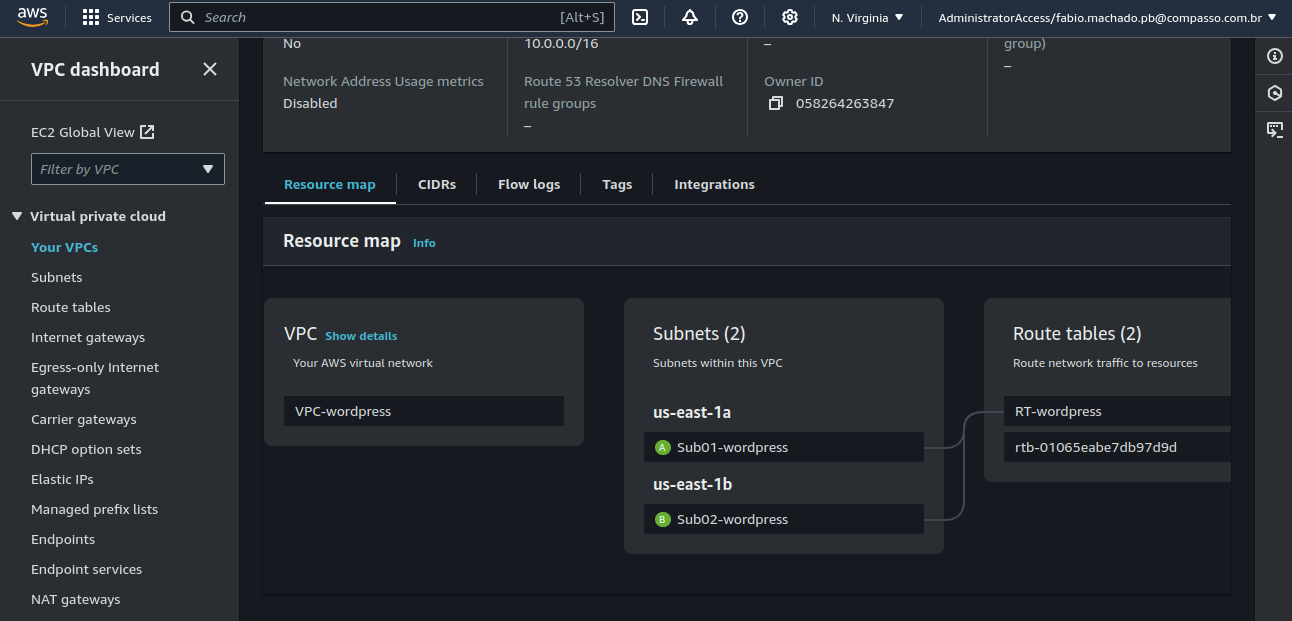 aws
Services
Search
[Alt+S]
N. Virginia
AdministratorAccess/fabio.machado.pb@compasso.com.br
VPC dashboard
EC2 Global View
Filter by VPC
Virtual private cloud
Your VPCs
Subnets
Route tables
Internet gateways
Egress-only Internet
gateways
Carrier gateways
DHCP option sets
Elastic IPs
Managed prefix lists
Endpoints
Endpoint services
NAT gateways
No
Network Address Usage metrics
Disabled
10.0.0.0/16
Route 53 Resolver DNS Firewall
rule groups
–
–
Owner ID
058264263847
group)
–
Resource map
CIDRs
Flow logs
Tags
Integrations
Resource map Info
VPC Show details
Your AWS virtual network
VPC-wordpress
Subnets (2)
Subnets within this VPC
us-east-1a
A Sub01-wordpress
us-east-1b
B Sub02-wordpress
Route tables (2)
Route network traffic to resources
RT-wordpress
rtb-01065eabe7db97d9d